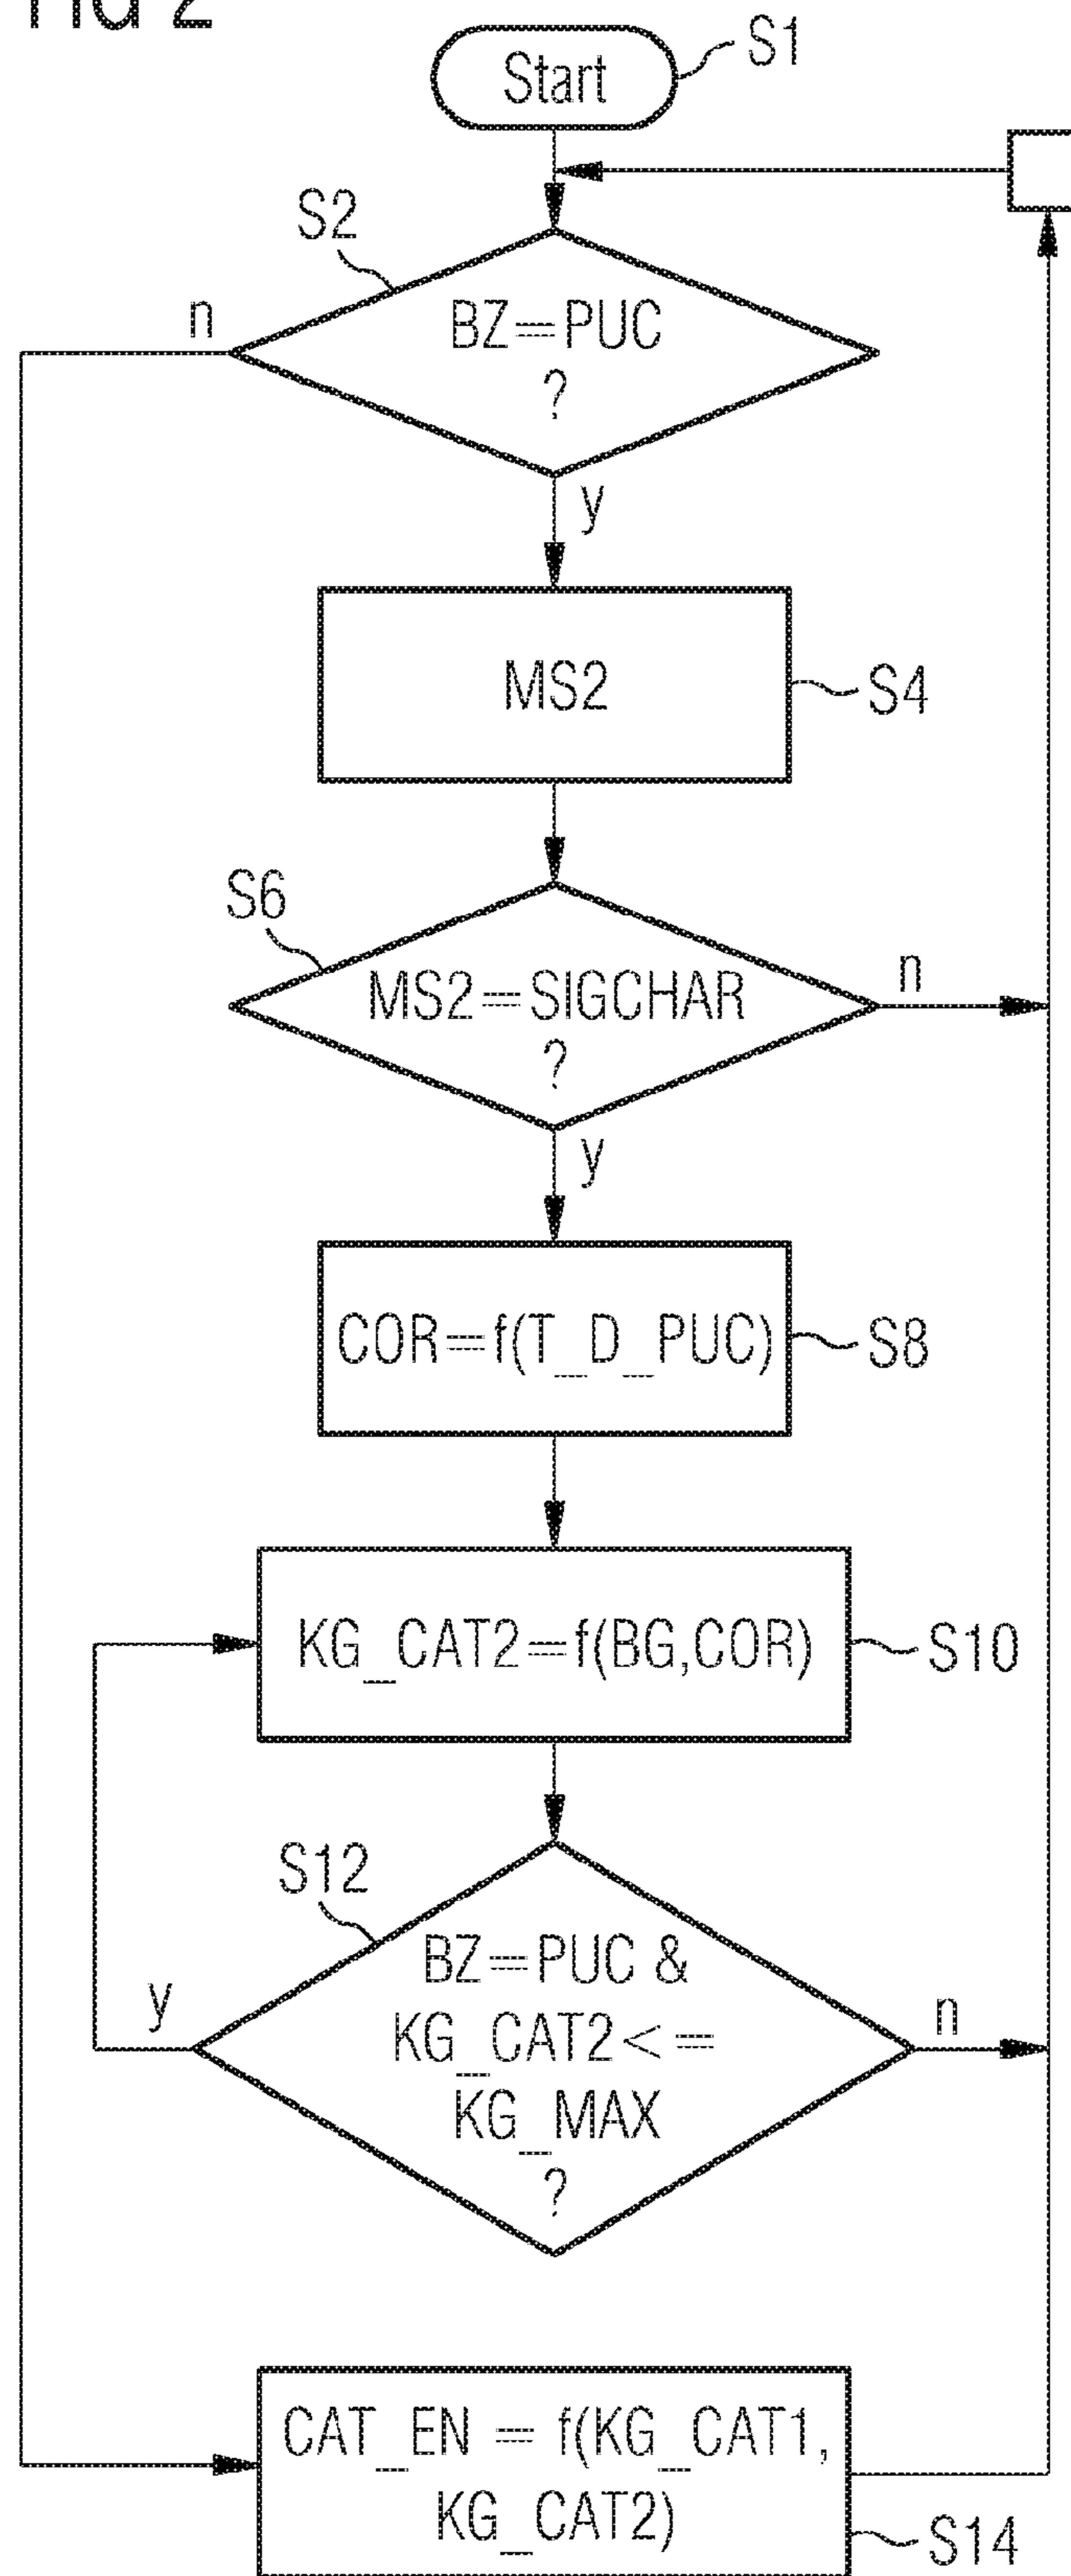 FIG 2
Start
S1
S2
n
BZ=PUC
?
y
MS2
S4
S6
MS2=SIGCHAR
?
n
y
COR=f(T_D_PUC)
S8
KG_CAT2=f(BG,COR)
S10
S12
BZ=PUC &
KG_CAT2<=
KG_MAX
?
y
n
CAT_EN = f(KG_CAT1,
KG_CAT2)
S14